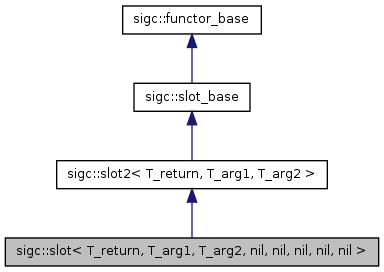 sigc::functor_base
sigc::slot_base
sigc::slot2< T_return, T_arg1, T_arg2 >
sigc::slot< T_return, T_arg1, T_arg2, nil, nil, nil, nil, nil >